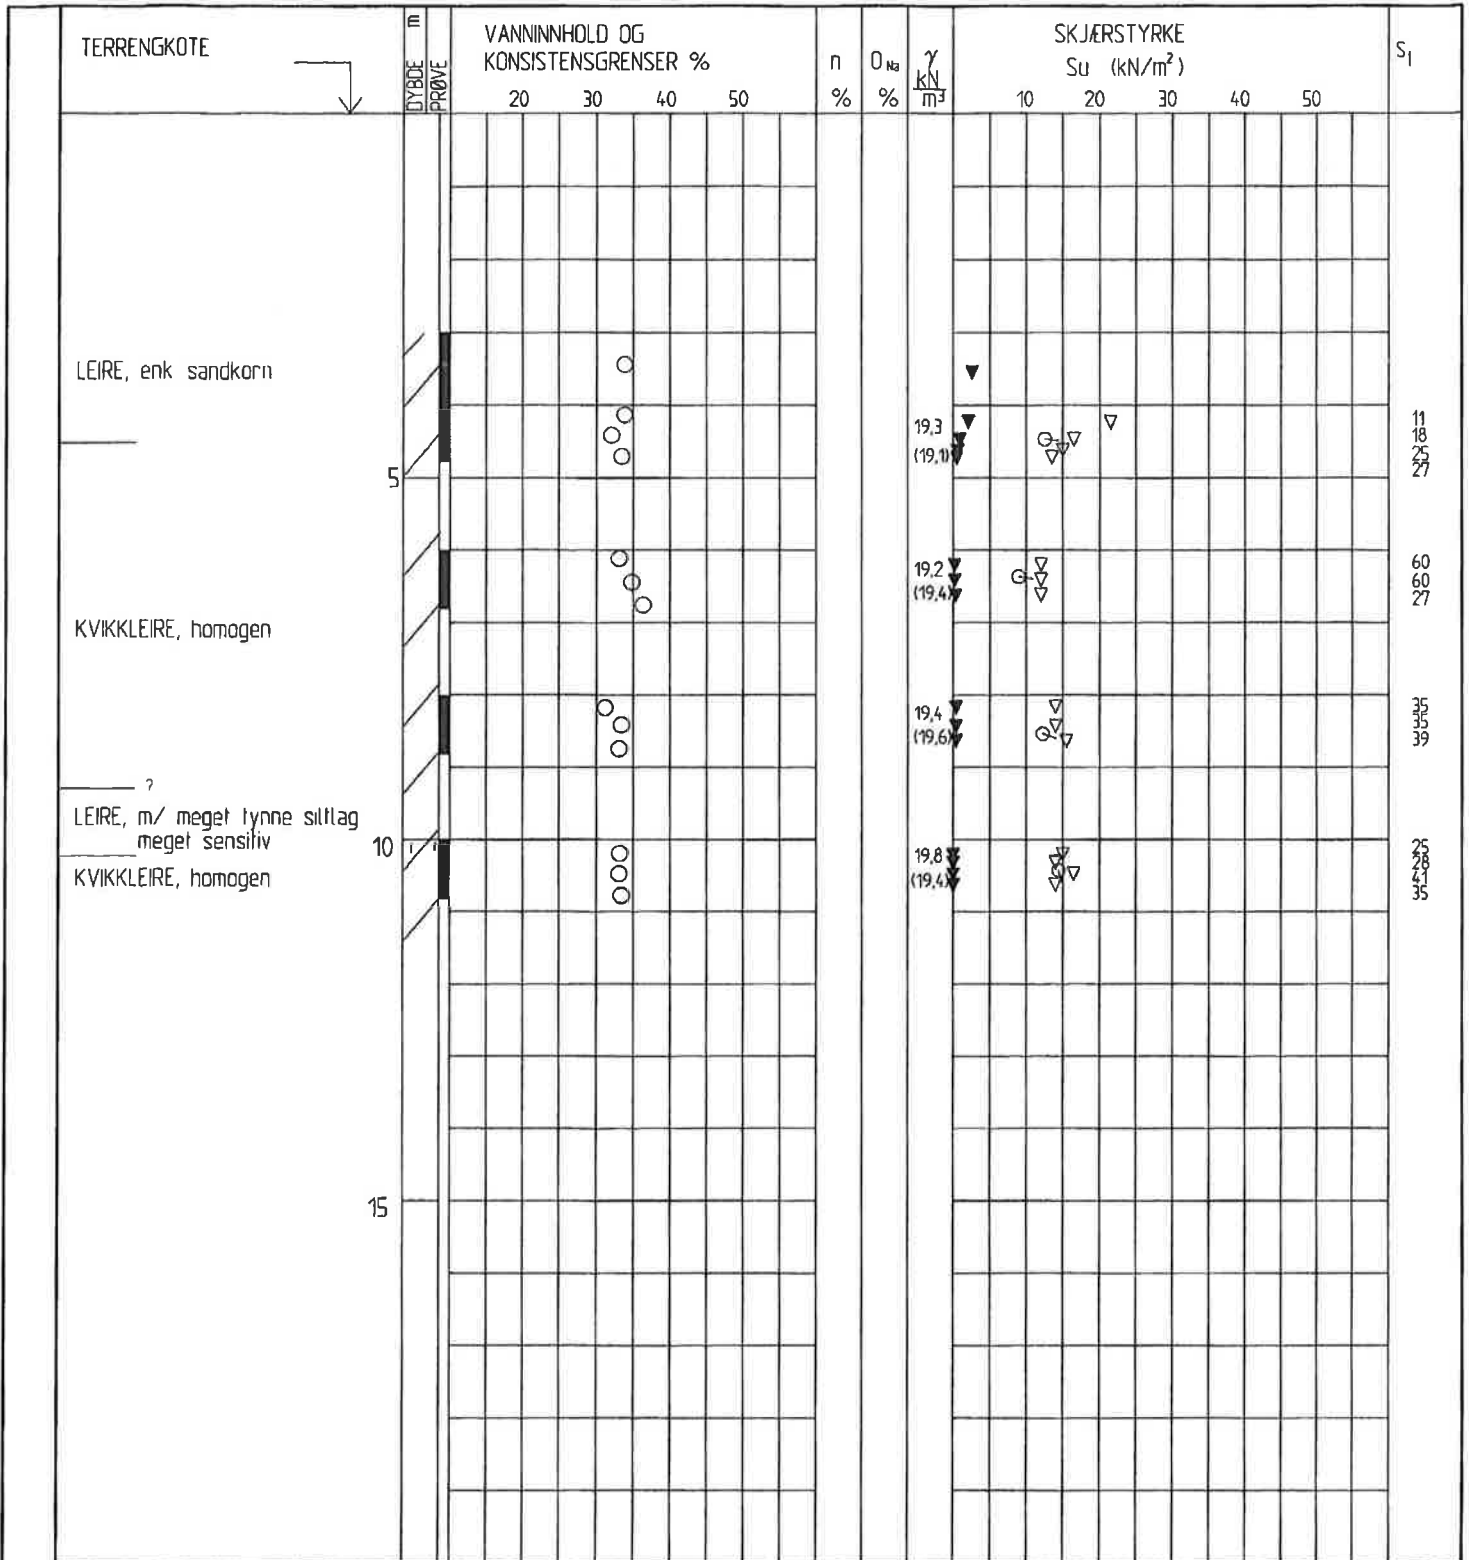 TERRENGKOTE
m
DYBDE
PRØVE
VANNINNHOLD OG
KONSISTENSGRENSER %
20 30 40 50
n
%
O Na
%
γ
kN
m³
SKJÆRSTYRKE
Su (kN/m²)
10 20 30 40 50
S
LEIRE, enk sandkorn
19,3
(19,1)
11
18
25
27
5
19,2
(19,4)
60
60
27
KVIKKLEIRE, homogen
19,4
(19,6)
35
35
39
?
LEIRE, m/ meget tynne siltlag
meget sensitiv
10
KVIKKLEIRE, homogen
19,8
(19,4)
25
28
41
35
15